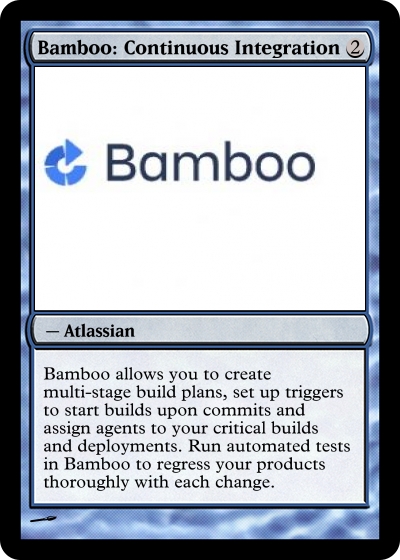 Bamboo: Continuous Integration 2
Bamboo
— Atlassian
Bamboo allows you to create
multi-stage build plans, set up triggers
to start builds upon commits and
assign agents to your critical builds
and deployments. Run automated tests
in Bamboo to regress your products
thoroughly with each change.